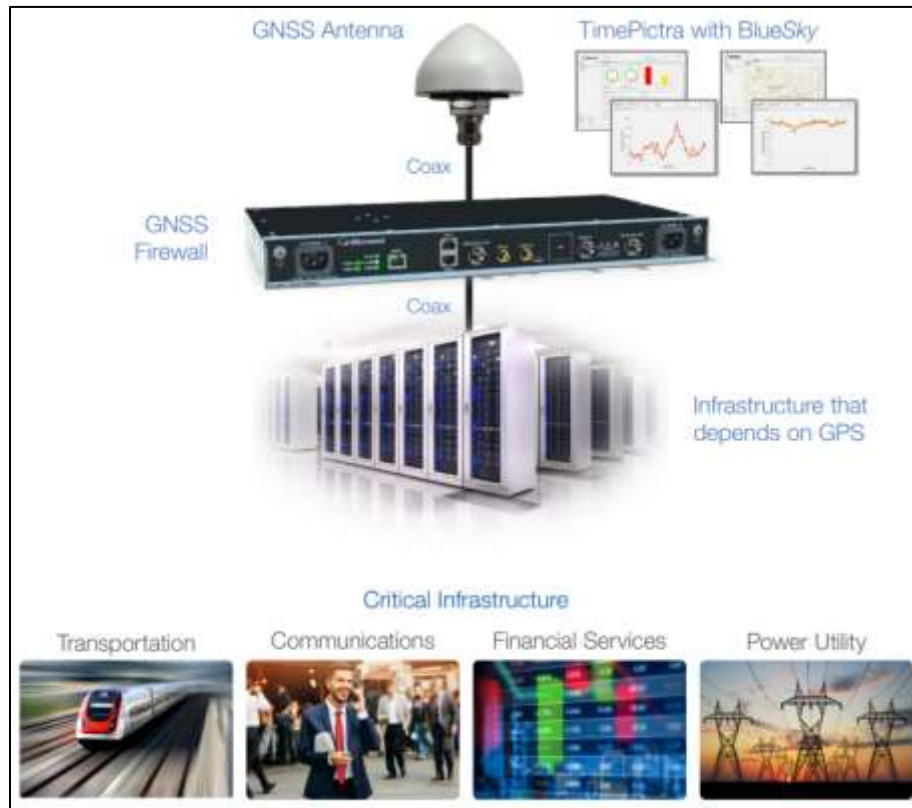 GNSS Antenna
TimePictra with BlueSky
Coax
GNSS
Firewall
Coax
Infrastructure that
depends on GPS
Critical Infrastructure
Transportation
Communications
Financial Services
Power Utility